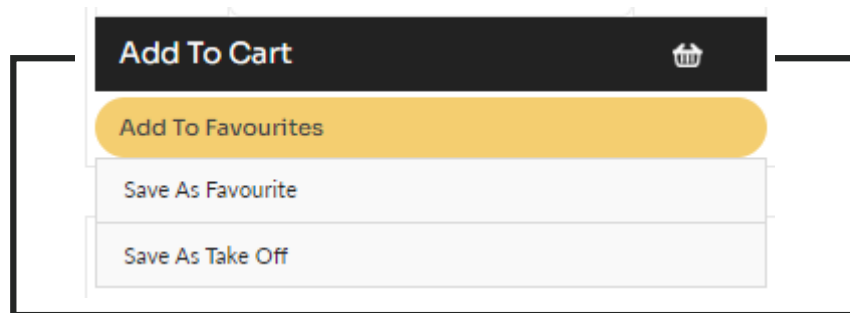 Add To Cart
Add To Favourites
Save As Favourite
Save As Take Off